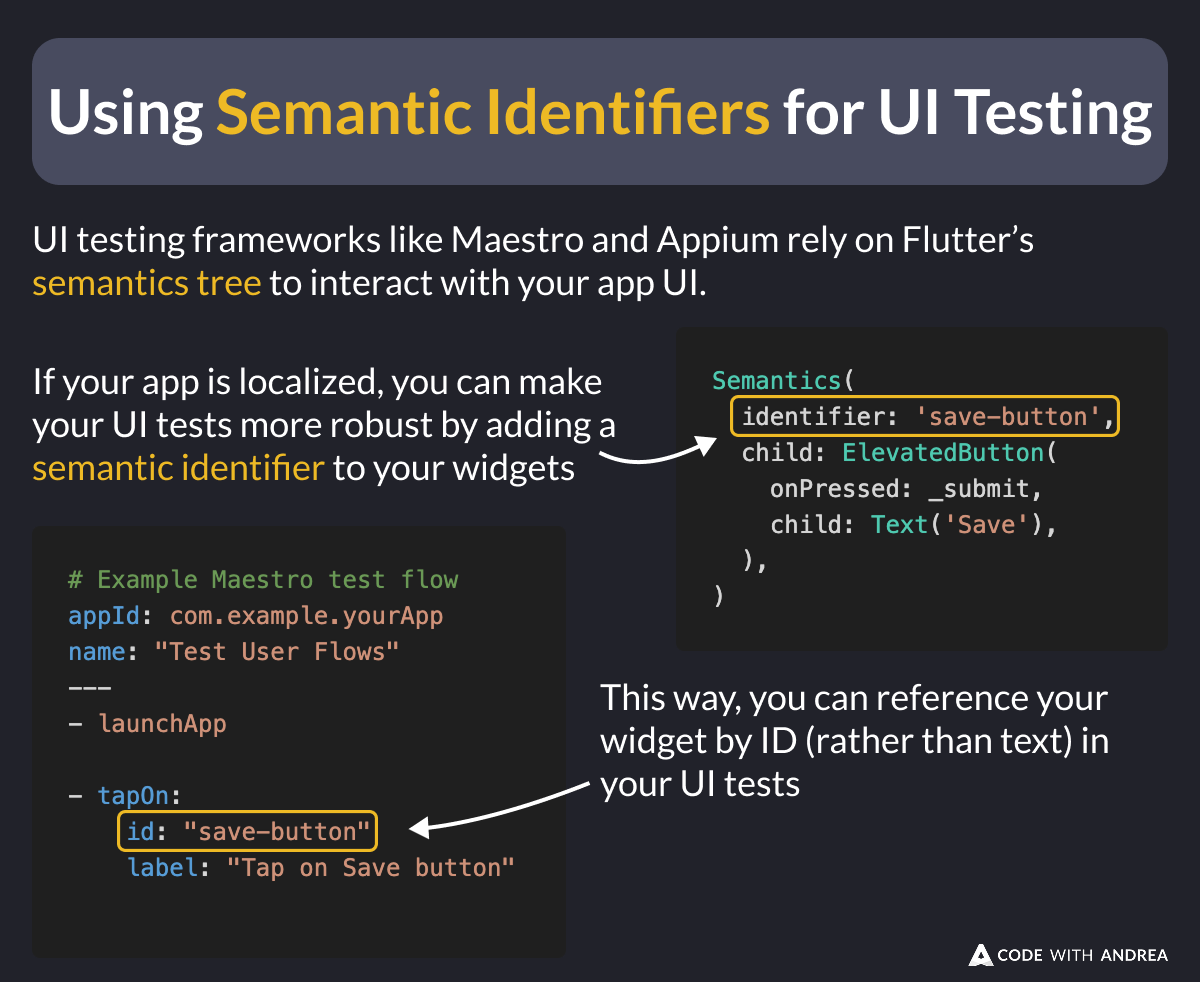 Using Semantic Identifiers for UI Testing
UI testing frameworks like Maestro and Appium rely on Flutter’s
semantics tree to interact with your app UI.
If your app is localized, you can make
your UI tests more robust by adding a
semantic identifier to your widgets
Semantics(
  identifier: 'save-button',
  child: ElevatedButton(
    onPressed: _submit,
    child: Text('Save'),
  ),
)
# Example Maestro test flow
appId: com.example.yourApp
name: "Test User Flows"
---
- launchApp

- tapOn:
    id: "save-button"
    label: "Tap on Save button"
This way, you can reference your
widget by ID (rather than text) in
your UI tests
CODE WITH ANDREA